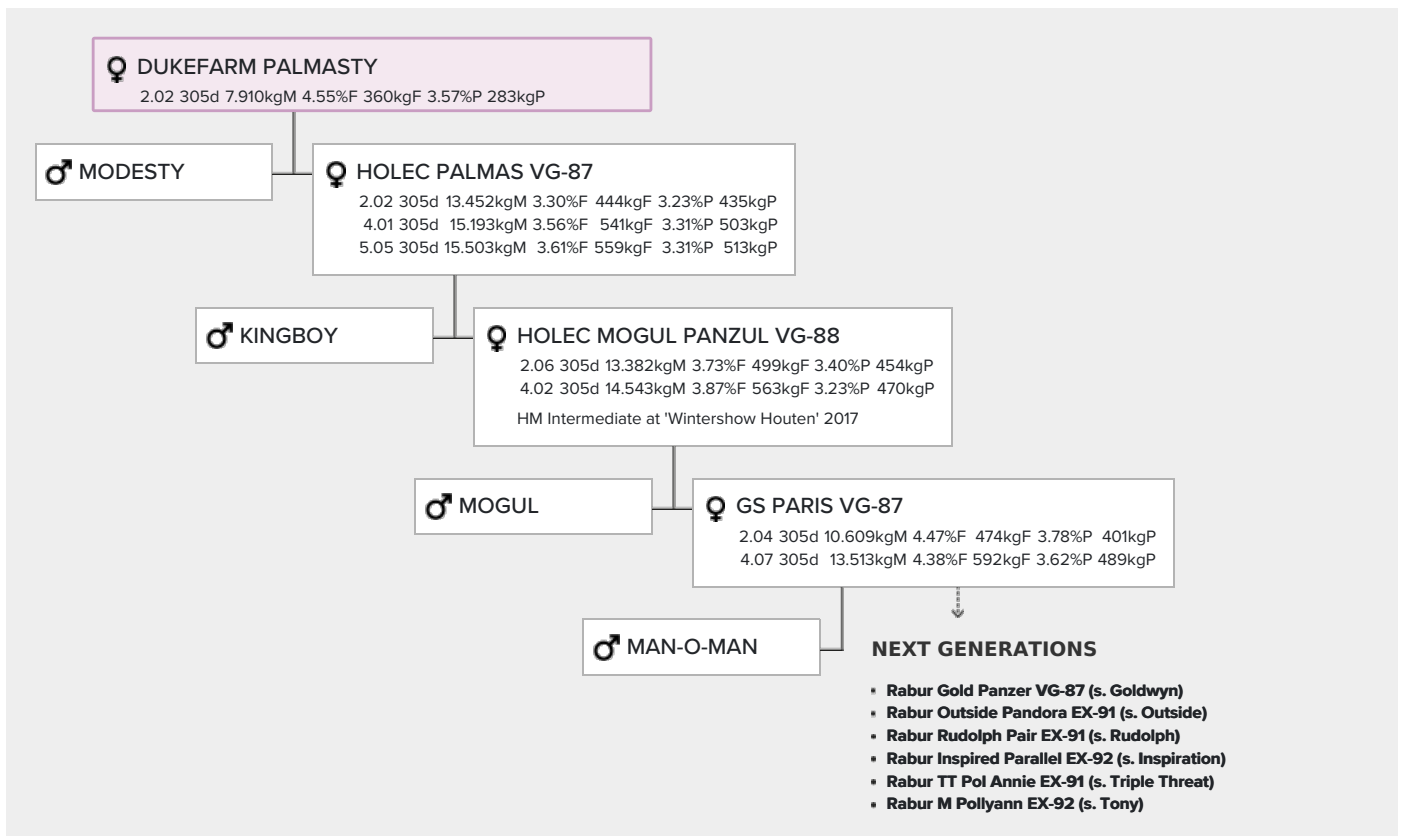 DUKEFARM PALMASTY
2.02 305d 7.910kgM 4.55%F 360kgF 3.57%P 283kgP
MODESTY
HOLEC PALMAS VG-87
2.02 305d 13.452kgM 3.30%F 444kgF 3.23%P 435kgP
4.01 305d 15.193kgM 3.56%F 541kgF 3.31%P 503kgP
5.05 305d 15.503kgM 3.61%F 559kgF 3.31%P 513kgP
KINGBOY
HOLEC MOGUL PANZUL VG-88
2.06 305d 13.382kgM 3.73%F 499kgF 3.40%P 454kgP
4.02 305d 14.543kgM 3.87%F 563kgF 3.23%P 470kgP
HM Intermediate at 'Wintershow Houten' 2017
MOGUL
GS PARIS VG-87
2.04 305d 10.609kgM 4.47%F 474kgF 3.78%P 401kgP
4.07 305d 13.513kgM 4.38%F 592kgF 3.62%P 489kgP
MAN-O-MAN
NEXT GENERATIONS
Rabur Gold Panzer VG-87 (s. Goldwyn)
Rabur Outside Pandora EX-91 (s. Outside)
Rabur Rudolph Pair EX-91 (s. Rudolph)
Rabur Inspired Parallel EX-92 (s. Inspiration)
Rabur TT Pol Annie EX-91 (s. Triple Threat)
Rabur M Pollyann EX-92 (s. Tony)